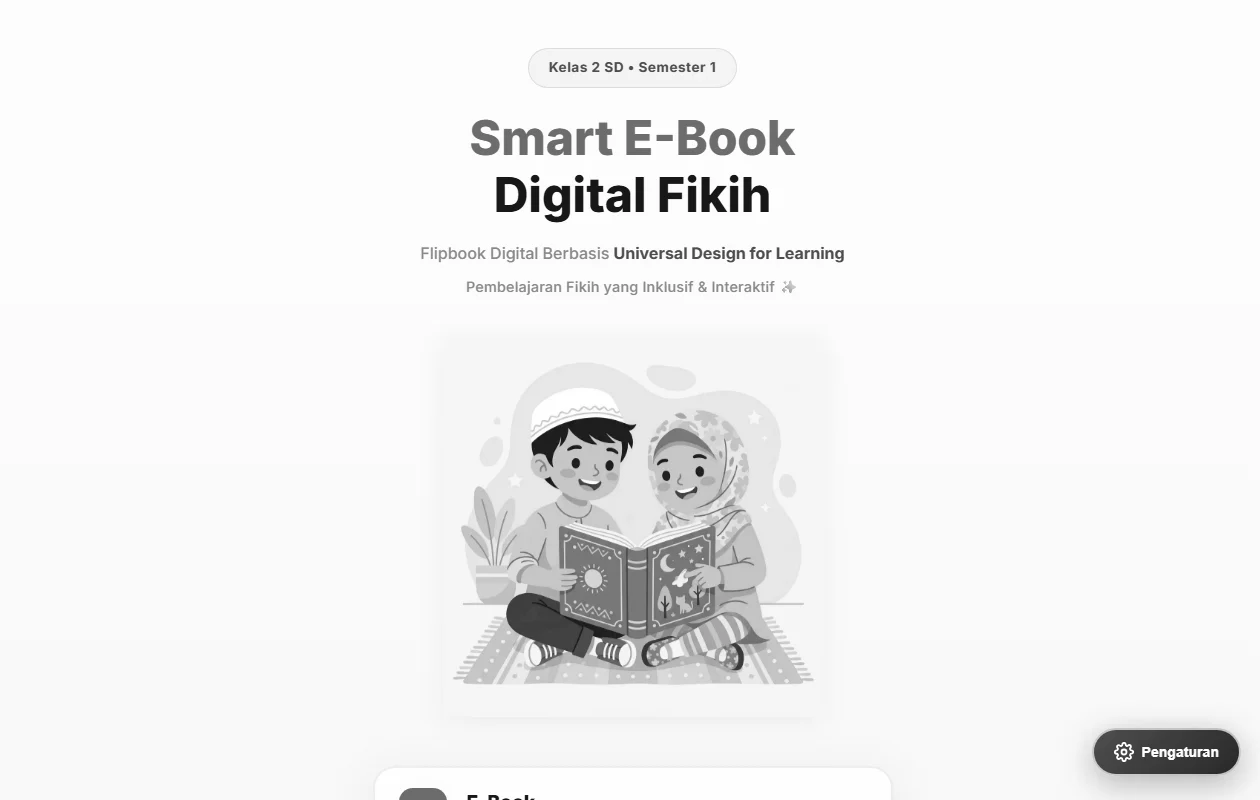 Kelas 2 SD • Semester 1
Smart E-Book
Digital Fikih
Flipbook Digital Berbasis Universal Design for Learning
Pembelajaran Fikih yang Inklusif & Interaktif ✨
Pengaturan
E-Book